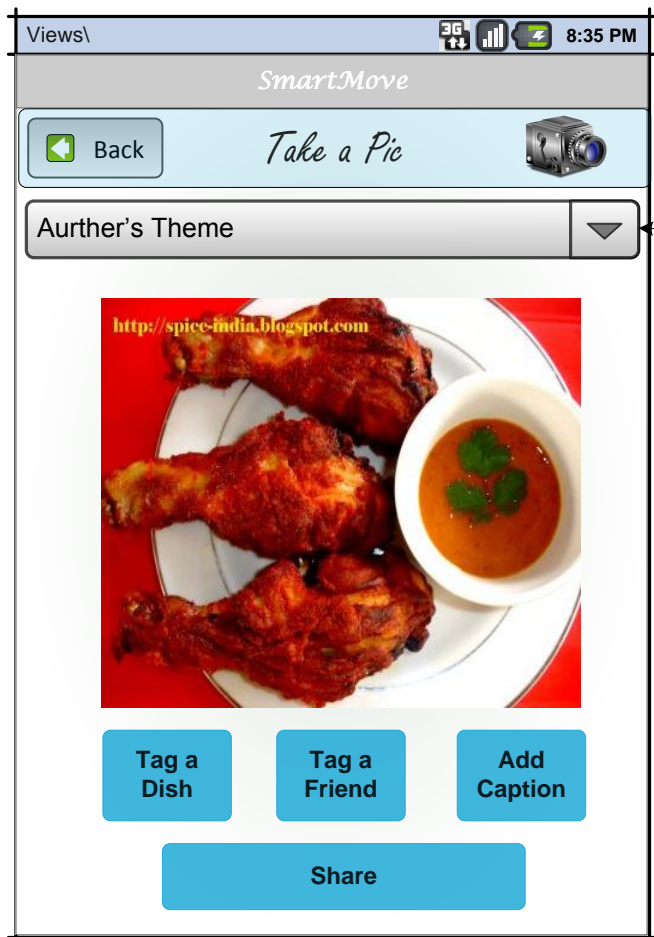 Views\
3G
8:35 PM
SmartMove
Back
Take a Pic
Aurther's Theme
http://spice-india.blogspot.com
Tag a
Dish
Tag a
Friend
Add
Caption
Share